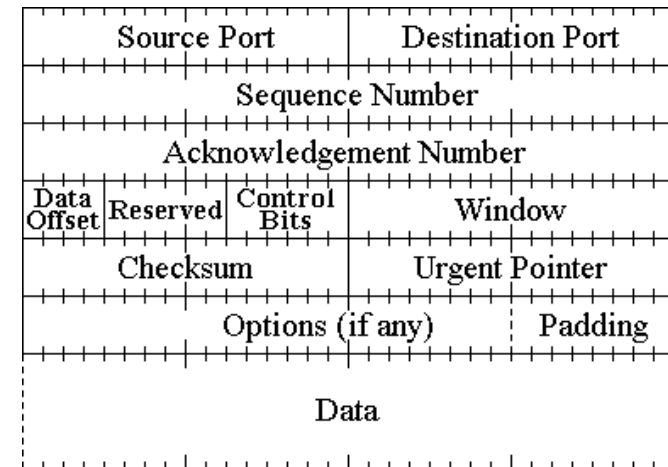 Source Port Destination Port
Sequence Number
Acknowledgement Number
Data Offset Reserved Control Bits Window
Checksum Urgent Pointer
Options (if any) Padding
Data